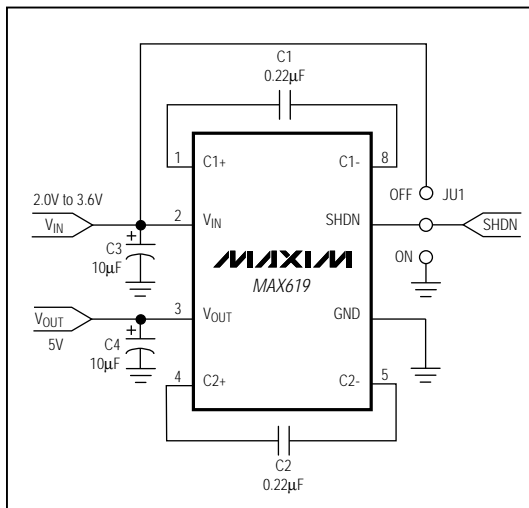 C1
0.22µF
1 C1+ C1- 8
2.0V to 3.6V
VIN
2 VIN
SHDN
OFF JU1
SHDN
ON
+
C3
10µF
MAXIM
MAX619
VOUT
5V
3 VOUT
GND
+
C4
10µF
4 C2+ C2- 5
C2
0.22µF